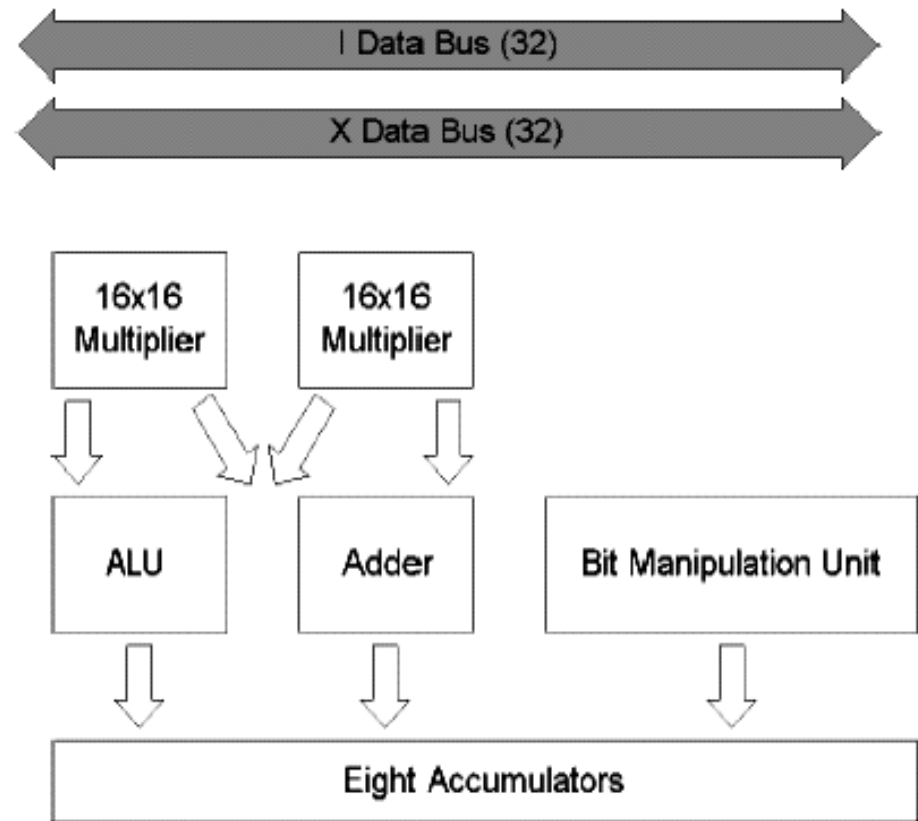 I Data Bus (32)
X Data Bus (32)
16x16
Multiplier
16x16
Multiplier
ALU
Adder
Bit Manipulation Unit
Eight Accumulators